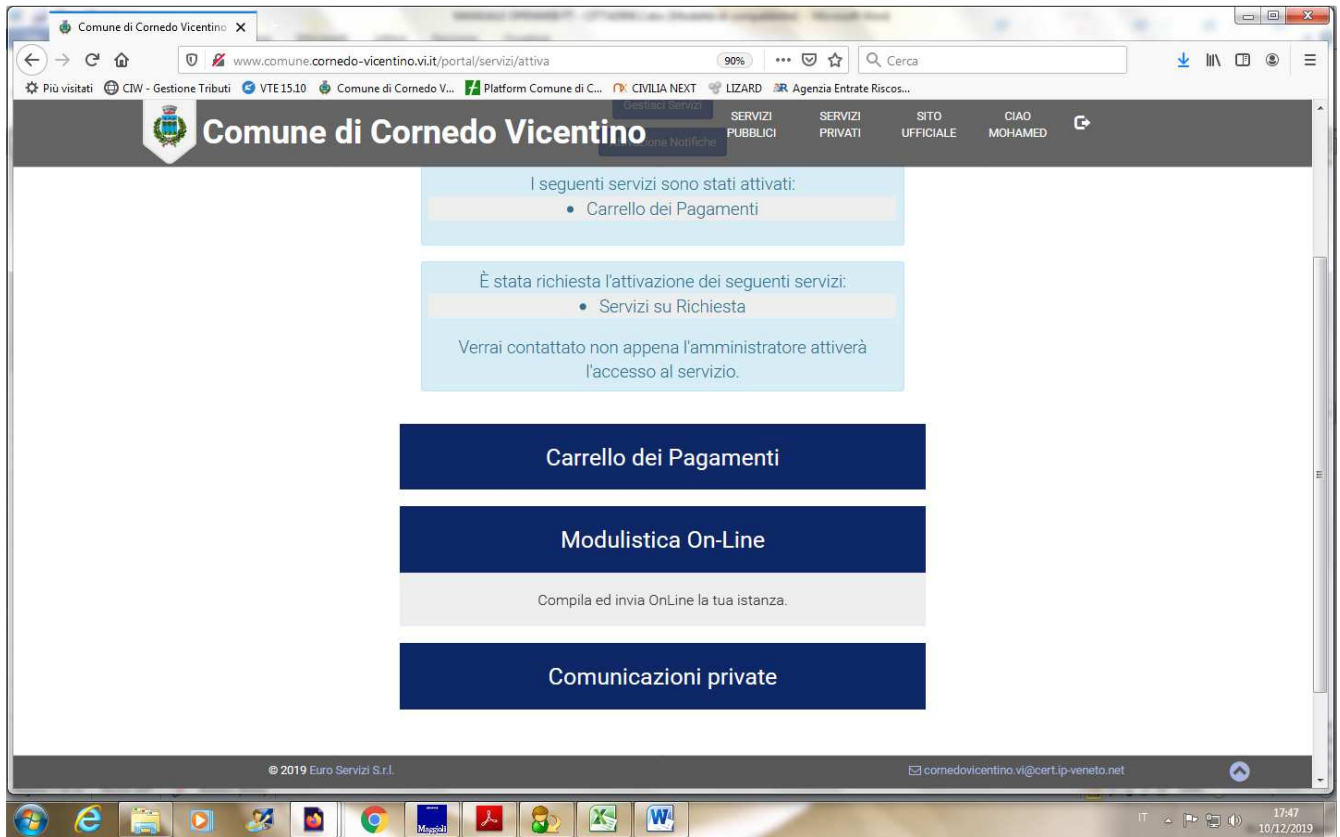 Comune di Cornedo Vicentino
www.comune.cornedo-vicentino.vi.it/portal/servizi/attiva
90%
Cerca
Più visitati
CIW - Gestione Tributi
VTE 15.10
Comune di Cornedo V...
Platform Comune di C...
CIVILIA NEXT
LIZARD
Agenzia Entrate Riscos...
Comune di Cornedo Vicentino
Gestisci Servizi
Notifiche
SERVIZI PUBBLICI
SERVIZI PRIVATI
SITO UFFICIALE
CIAO MOHAMED
I seguenti servizi sono stati attivati:
• Carrello dei Pagamenti
È stata richiesta l'attivazione dei seguenti servizi:
• Servizi su Richiesta
Verrai contattato non appena l'amministratore attiverà
l'accesso al servizio.
Carrello dei Pagamenti
Modulistica On-Line
Compila ed invia OnLine la tua istanza.
Comunicazioni private
© 2019 Euro Servizi S.r.l.
cornedovicentino.vi@cert.ip-veneto.net
Maggioli
IT
17:47
10/12/2019